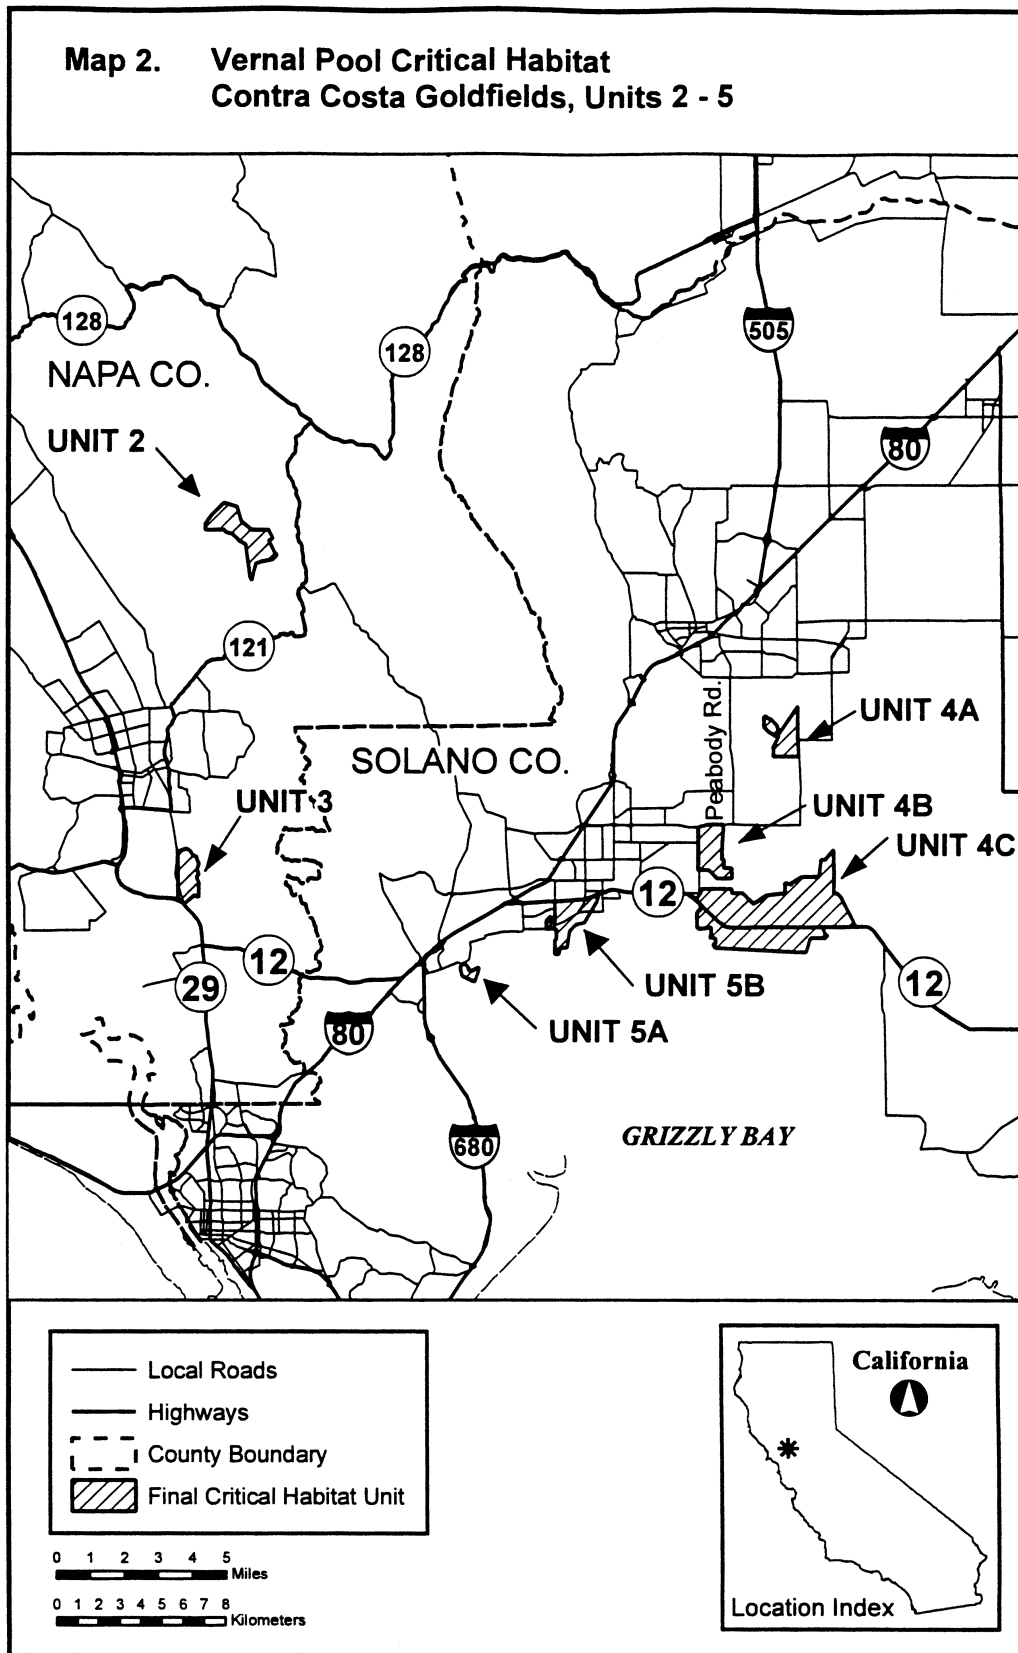 Map 2. Vernal Pool Critical Habitat
Contra Costa Goldfields, Units 2 - 5
505
128
128
NAPA CO.
80
UNIT 2
121
Peabody Rd.
UNIT 4A
SOLANO CO.
UNIT 3
UNIT 4B
UNIT 4C
12
12
UNIT 5B
12
29
80
UNIT 5A
680
GRIZZLY BAY
Local Roads
Highways
County Boundary
Final Critical Habitat Unit
0 1 2 3 4 5
Miles
0 1 2 3 4 5 6 7 8
Kilometers
California
Location Index